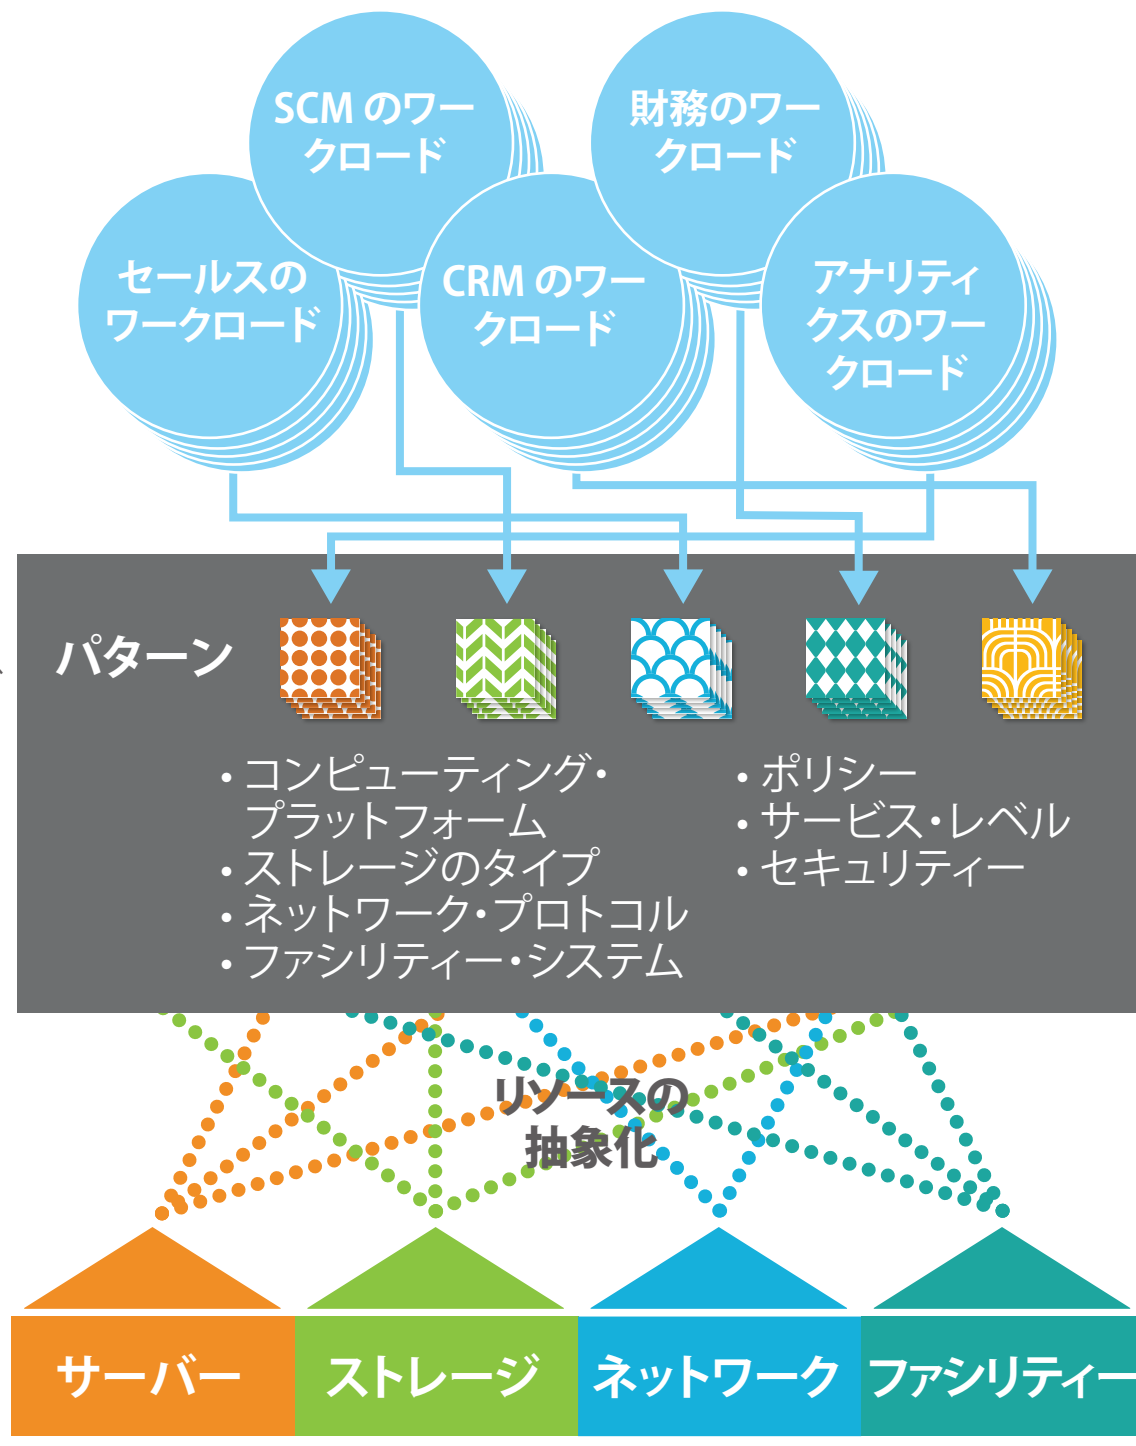 SCM のワー
クロード
財務のワー
クロード
セールスの
ワークロード
CRM のワー
クロード
アナリティ
クスのワー
クロード
パターン
• コンピューティング・
プラットフォーム
• ストレージのタイプ
• ネットワーク・プロトコル
• ファシリティー・システム
• ポリシー
• サービス・レベル
• セキュリティー
リソースの
抽象化
サーバー
ストレージ
ネットワーク
ファシリティー